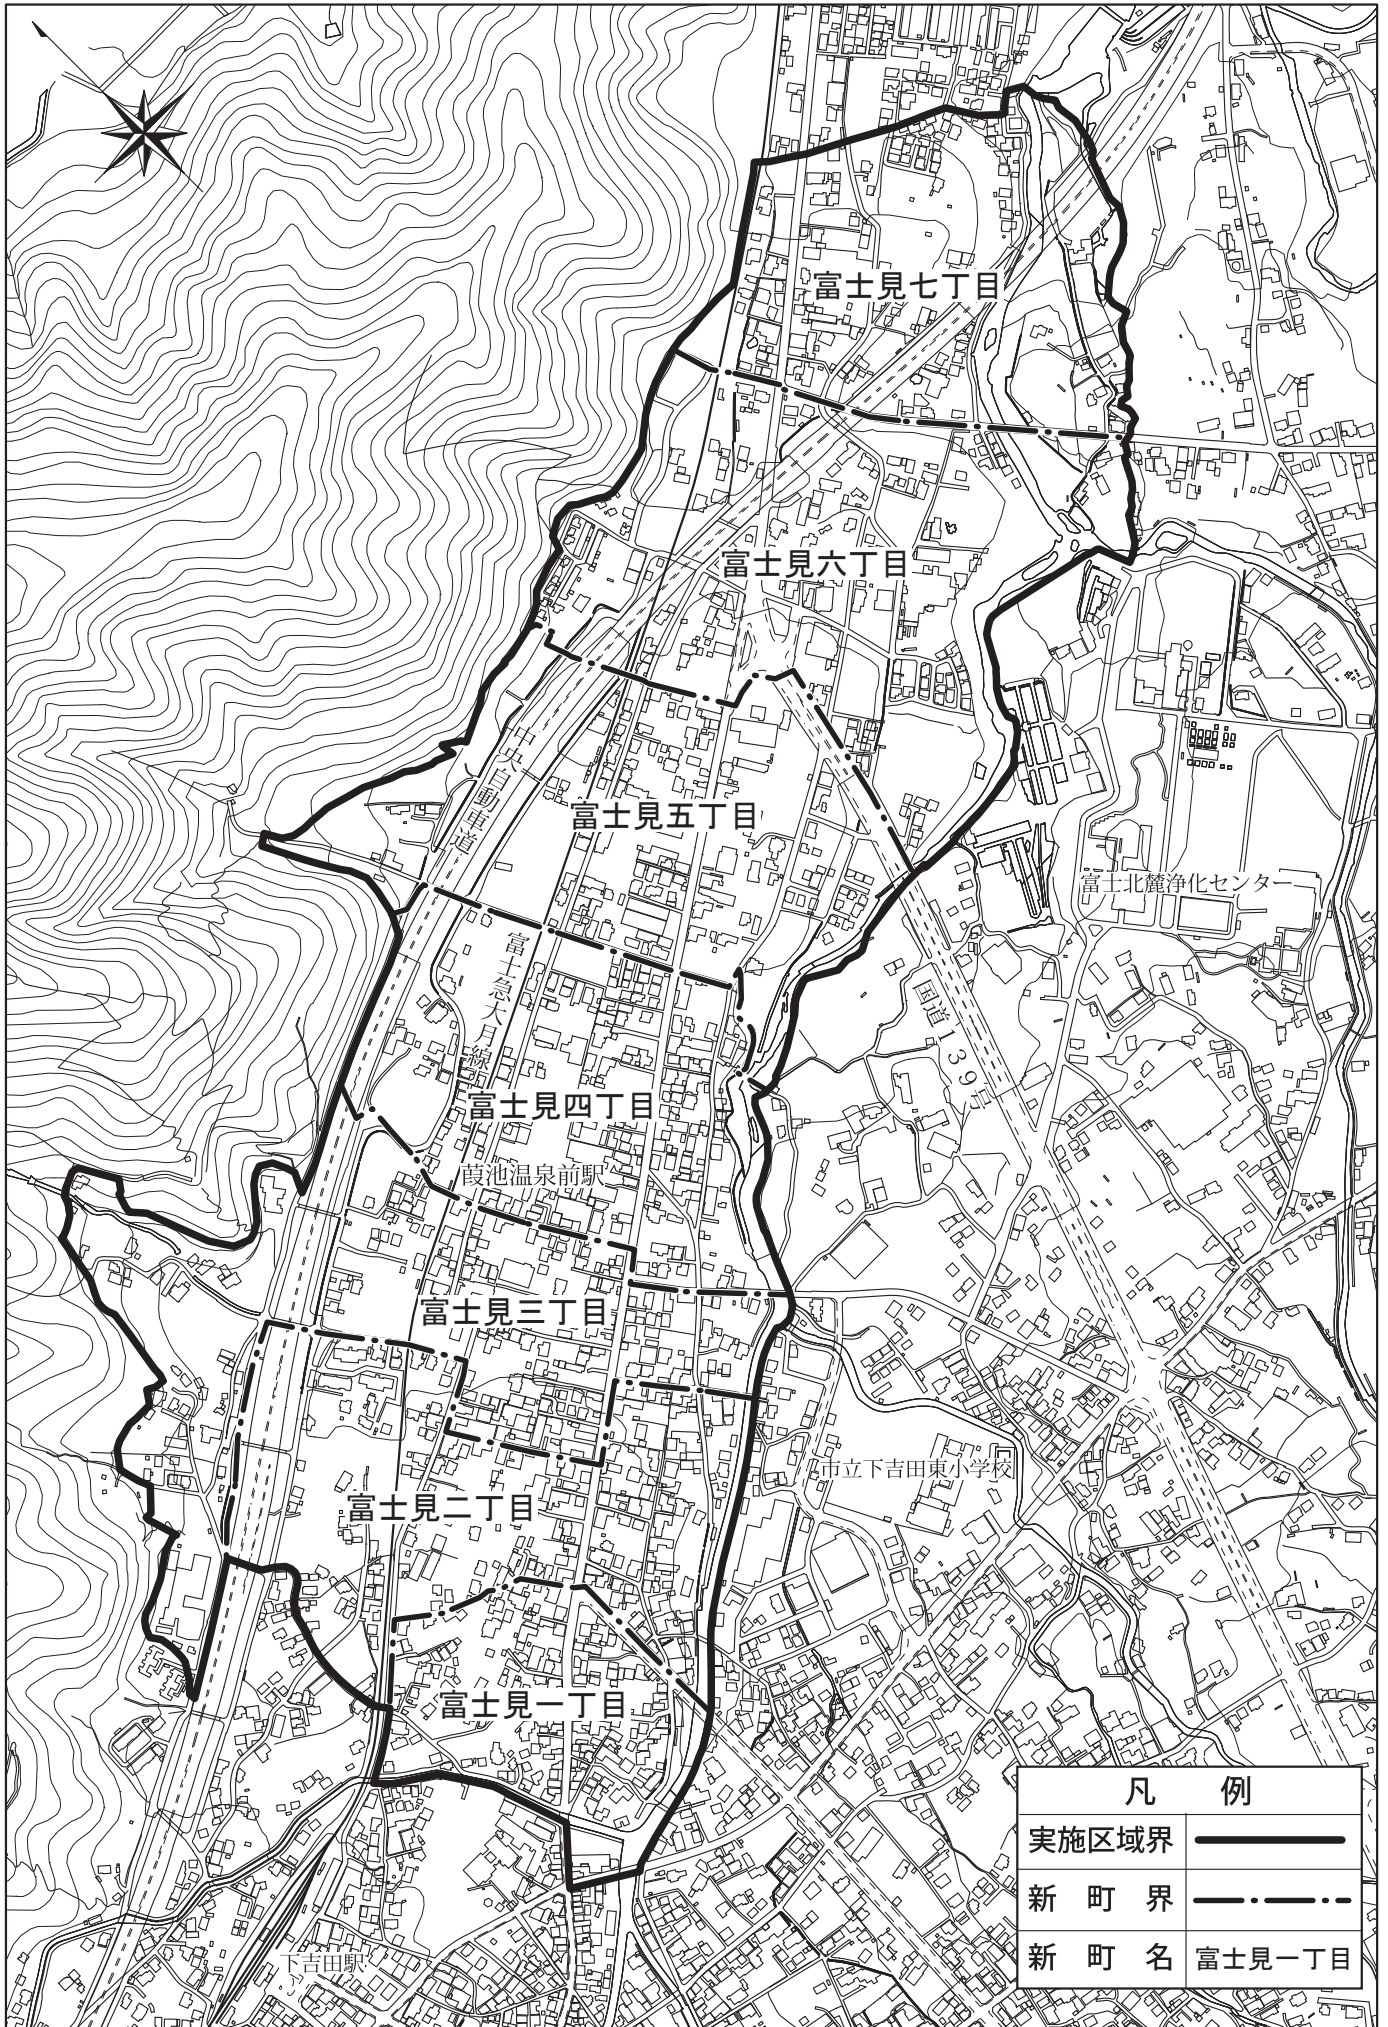 富士見七丁目
富士見六丁目
中央自動車道
富士見五丁目
富士北麓浄化センター
富士急大月線
国道139号
富士見四丁目
葭池温泉前駅
富士見三丁目
市立下吉田東小学校
富士見二丁目
富士見一丁目
下吉田駅
凡　例
実施区域界
新　町　界
新　町　名　富士見一丁目